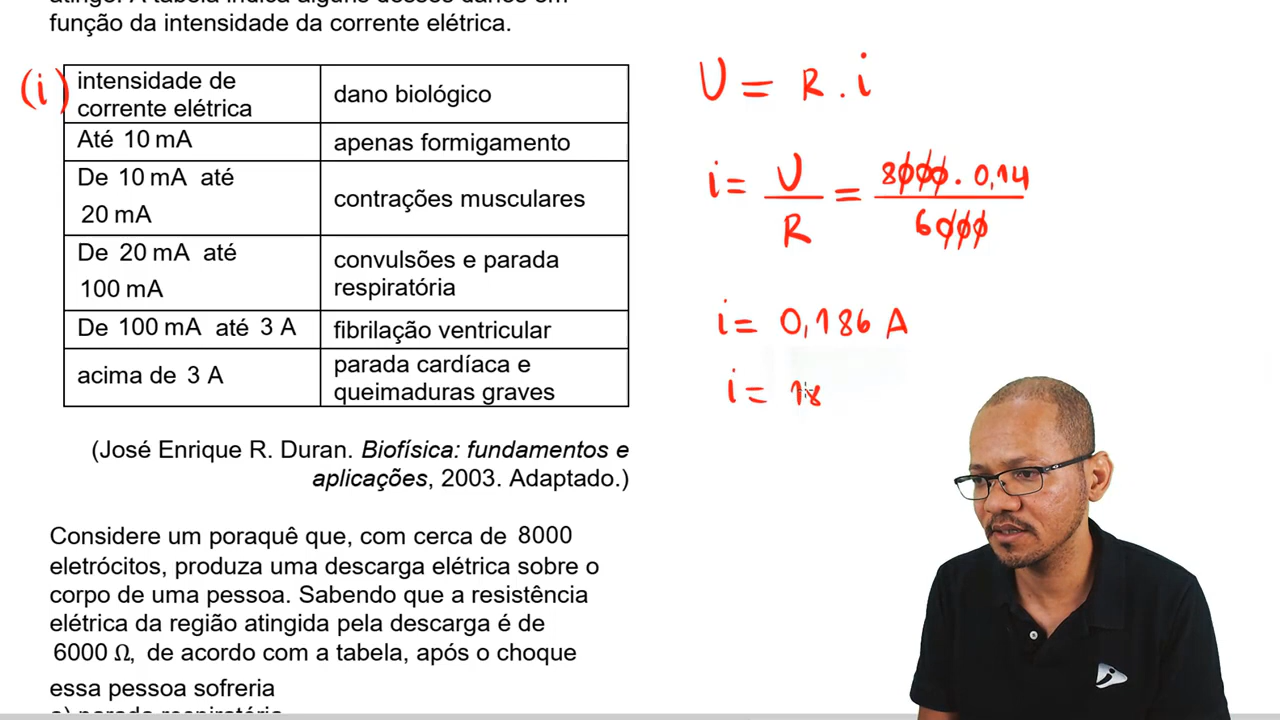 função da intensidade da corrente elétrica.
(i)
intensidade de
corrente elétrica
dano biológico
Até 10 mA
apenas formigamento
De 10 mA até
20 mA
contrações musculares
De 20 mA até
100 mA
convulsões e parada
respiratória
De 100 mA até 3 A
fibrilação ventricular
acima de 3 A
parada cardíaca e
queimaduras graves
(José Enrique R. Duran. Biofísica: fundamentos e
aplicações, 2003. Adaptado.)
Considere um poraquê que, com cerca de 8000
eletrócitos, produza uma descarga elétrica sobre o
corpo de uma pessoa. Sabendo que a resistência
elétrica da região atingida pela descarga é de
6000 Ω, de acordo com a tabela, após o choque
essa pessoa sofreria
U = R . i
i = U / R = 8000 . 0,14 / 6000
i = 0,186 A
i = 18